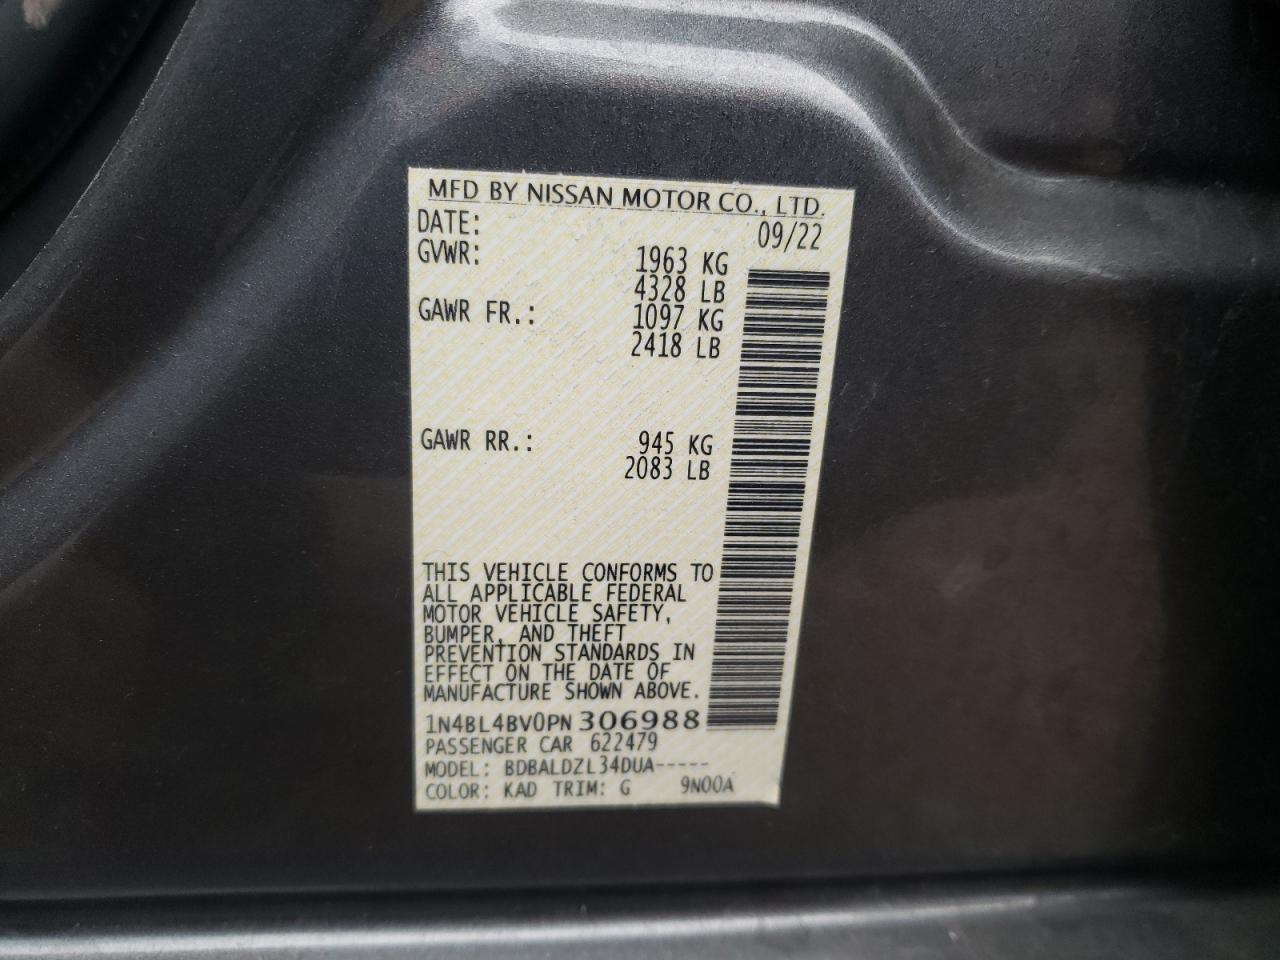 MFD BY NISSAN MOTOR CO., LTD.
DATE: 09/22
GVWR: 1963 KG
4328 LB
GAWR FR.: 1097 KG
2418 LB
GAWR RR.: 945 KG
2083 LB
THIS VEHICLE CONFORMS TO
ALL APPLICABLE FEDERAL
MOTOR VEHICLE SAFETY,
BUMPER, AND THEFT
PREVENTION STANDARDS IN
EFFECT ON THE DATE OF
MANUFACTURE SHOWN ABOVE.
1N4BL4BV0PN306988
PASSENGER CAR 622479
MODEL: BDBALDZL34DUA-----
COLOR: KAD TRIM: G 9N00A